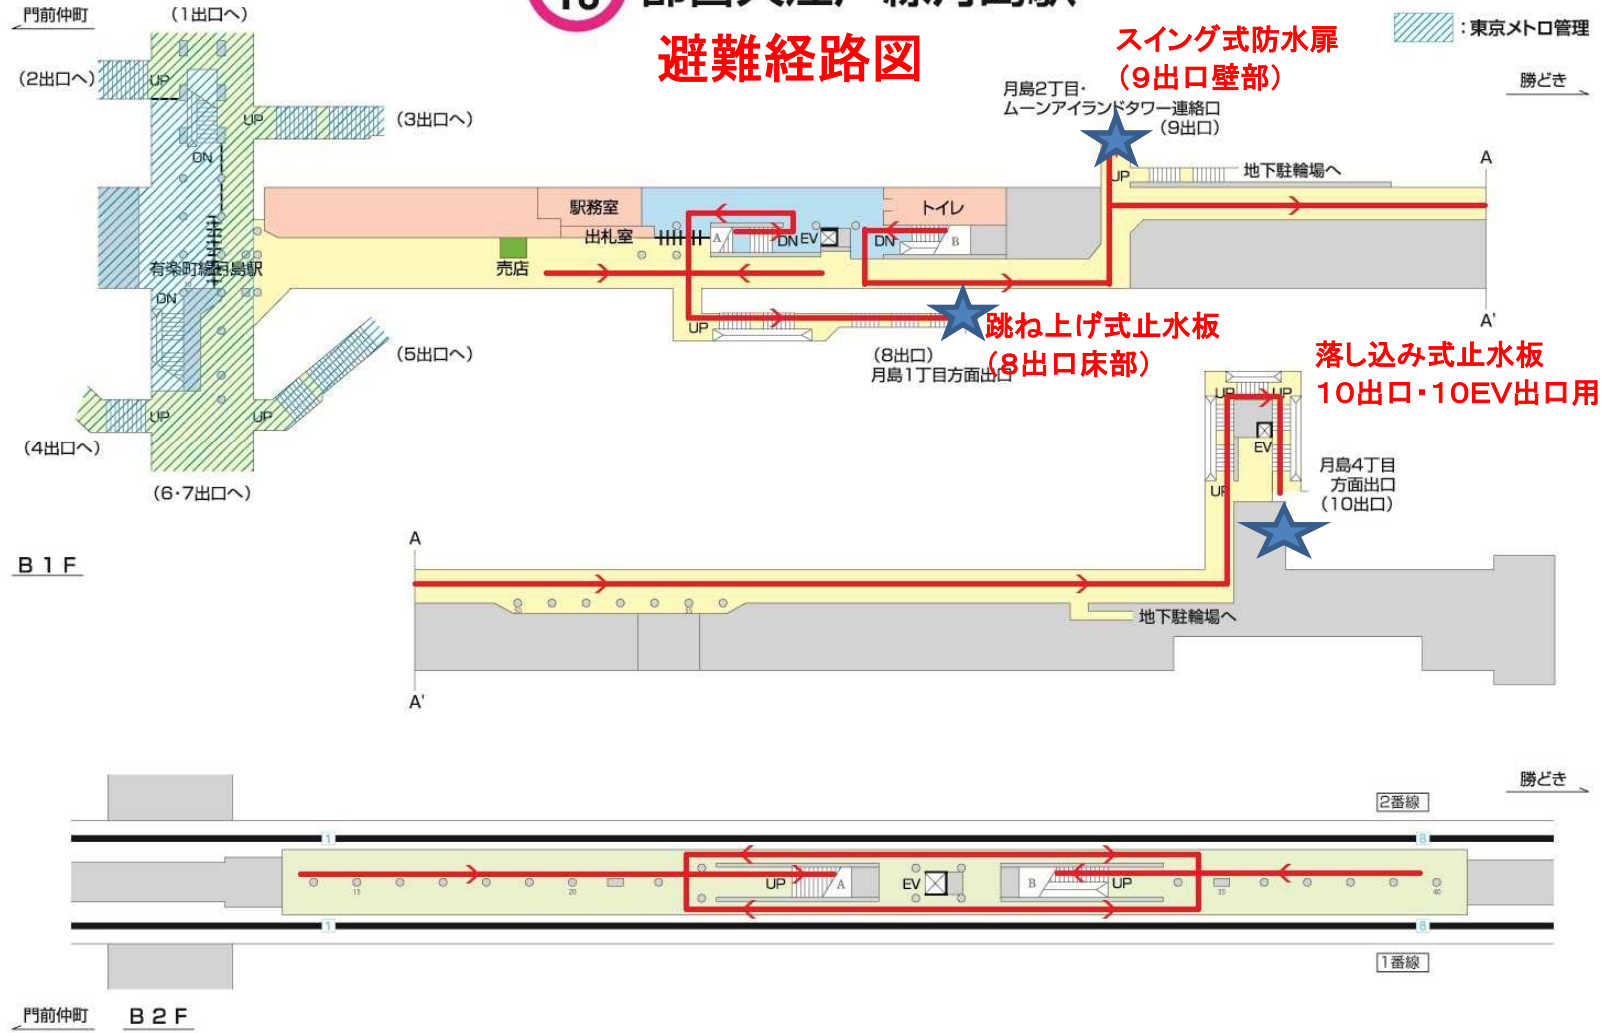 門前仲町
(1出口へ)
避難経路図
スイング式防水扉
(9出口壁部)
:東京メトロ管理
勝どき
(2出口へ)
UP
(3出口へ)
UP
DN
月島2丁目・
ムーンアイランドタワー連絡口
(9出口)
UP
地下駐輪場へ
A
駅務室
出札室
トイレ
A
DN
EV
DN
B
売店
有楽町線月島駅
DN
UP
跳ね上げ式止水板
(8出口床部)
(8出口)
月島1丁目方面出口
A'
落し込み式止水板
10出口・10EV出口用
(5出口へ)
UP
UP
(4出口へ)
(6・7出口へ)
UP
UP
EV
UP
月島4丁目
方面出口
(10出口)
B1F
A
地下駐輪場へ
A'
勝どき
2番線
1
8
UP
A
EV
B
UP
15
20
35
40
1
8
1番線
門前仲町
B2F